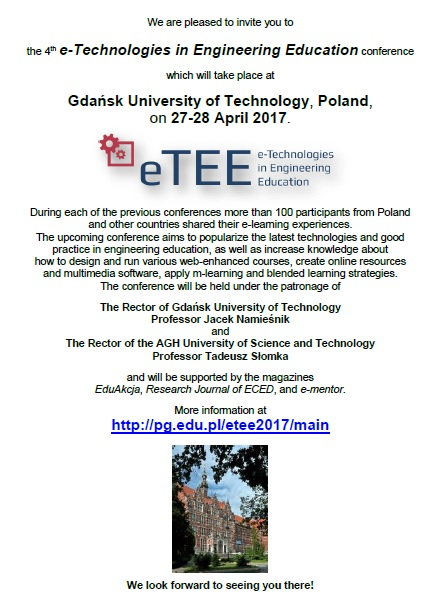 We are pleased to invite you to
the 4th e-Technologies in Engineering Education conference
which will take place at
Gdańsk University of Technology, Poland,
on 27-28 April 2017.
eTEE
e-Technologies
in Engineering
Education
During each of the previous conferences more than 100 participants from Poland
and other countries shared their e-learning experiences.
The upcoming conference aims to popularize the latest technologies and good
practice in engineering education, as well as increase knowledge about
how to design and run various web-enhanced courses, create online resources
and multimedia software, apply m-learning and blended learning strategies.
The conference will be held under the patronage of
The Rector of Gdańsk University of Technology
Professor Jacek Namieśnik
and
The Rector of the AGH University of Science and Technology
Professor Tadeusz Słomka
and will be supported by the magazines
EduAkcja, Research Journal of ECED, and e-mentor.
More information at
http://pg.edu.pl/etee2017/main
We look forward to seeing you there!